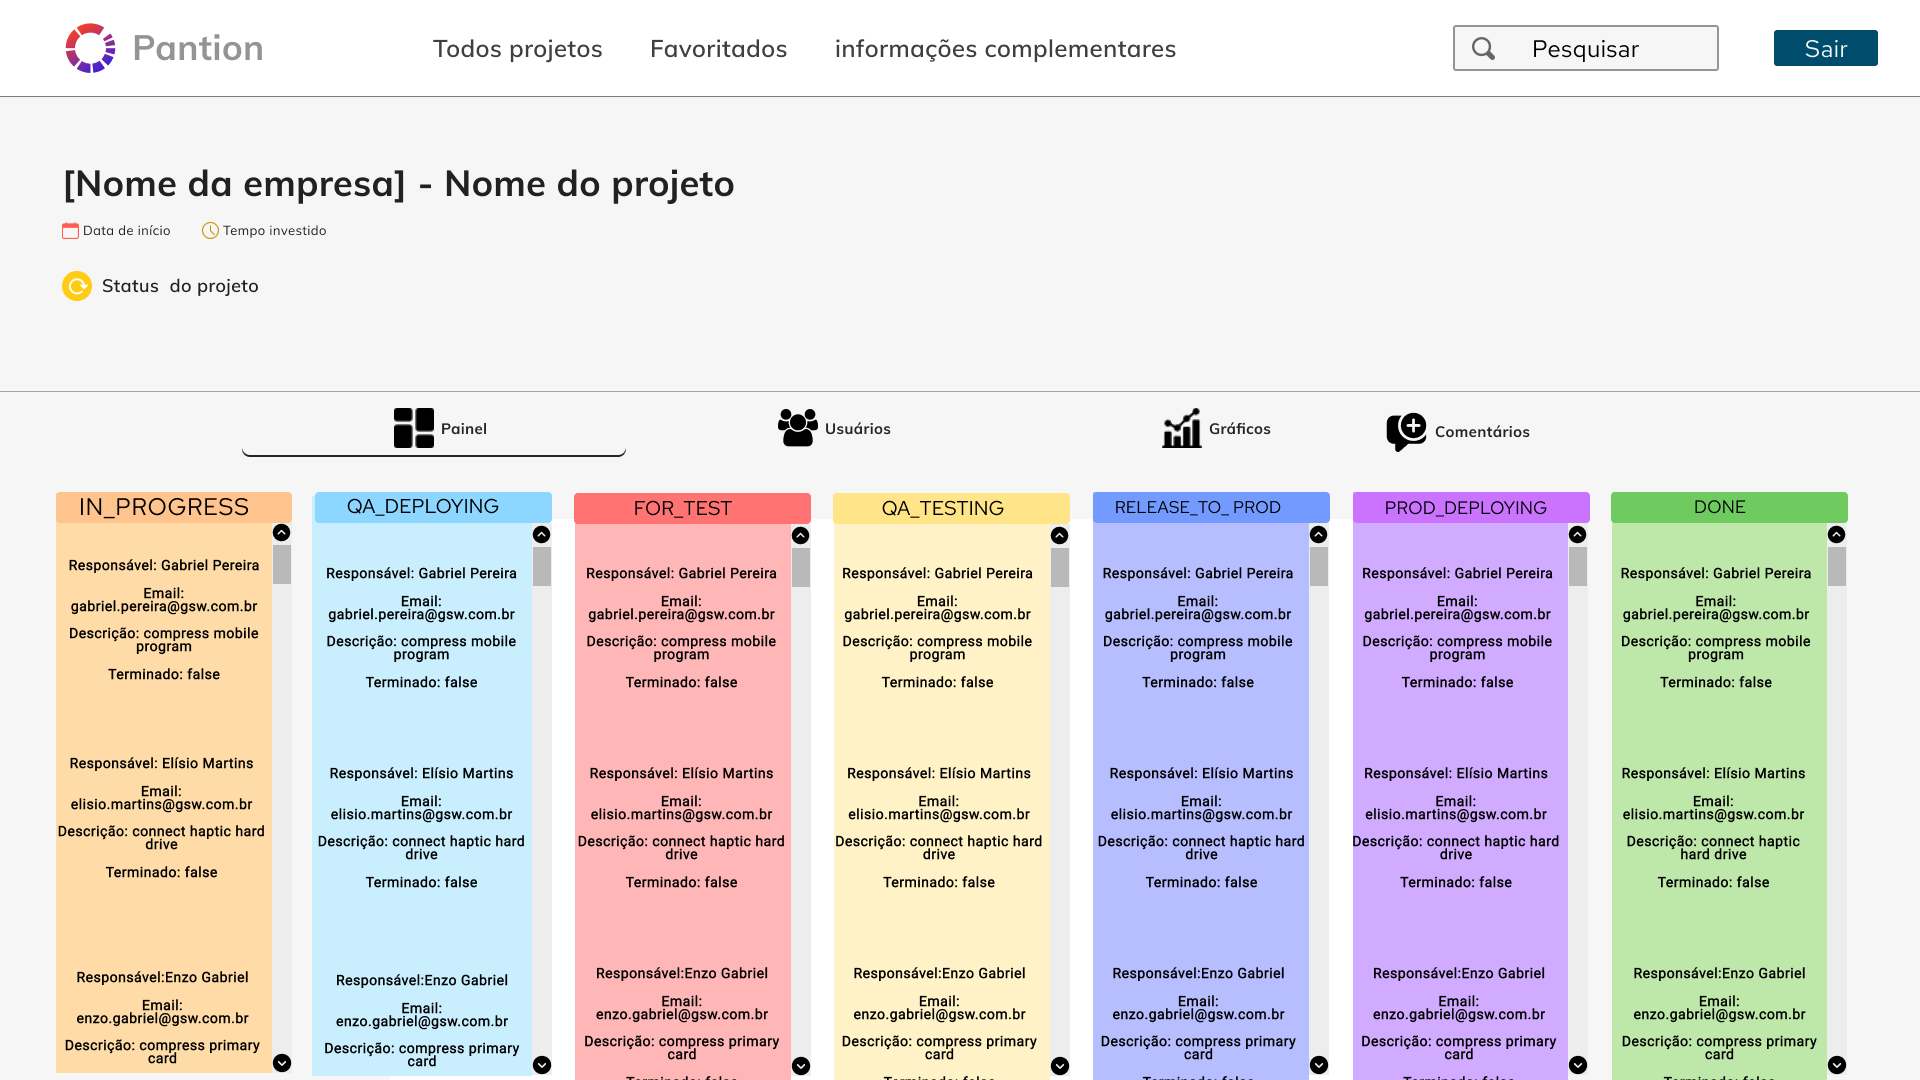 Pantion
Todos projetos
Favoritados
informações complementares
Pesquisar
Sair
[Nome da empresa] - Nome do projeto
Data de início
Tempo investido
Status do projeto
Painel
Usuários
Gráficos
Comentários
IN_PROGRESS
Responsável: Gabriel Pereira
Email:
gabriel.pereira@gsw.com.br
Descrição: compress mobile
program
Terminado: false
Responsável: Elísio Martins
Email:
elisio.martins@gsw.com.br
Descrição: connect haptic hard
drive
Terminado: false
Responsável:Enzo Gabriel
Email:
enzo.gabriel@gsw.com.br
Descrição: compress primary
card
QA_DEPLOYING
Responsável: Gabriel Pereira
Email:
gabriel.pereira@gsw.com.br
Descrição: compress mobile
program
Terminado: false
Responsável: Elísio Martins
Email:
elisio.martins@gsw.com.br
Descrição: connect haptic hard
drive
Terminado: false
Responsável:Enzo Gabriel
Email:
enzo.gabriel@gsw.com.br
Descrição: compress primary
card
FOR_TEST
Responsável: Gabriel Pereira
Email:
gabriel.pereira@gsw.com.br
Descrição: compress mobile
program
Terminado: false
Responsável: Elísio Martins
Email:
elisio.martins@gsw.com.br
Descrição: connect haptic hard
drive
Terminado: false
Responsável:Enzo Gabriel
Email:
enzo.gabriel@gsw.com.br
Descrição: compress primary
card
QA_TESTING
Responsável: Gabriel Pereira
Email:
gabriel.pereira@gsw.com.br
Descrição: compress mobile
program
Terminado: false
Responsável: Elísio Martins
Email:
elisio.martins@gsw.com.br
Descrição: connect haptic hard
drive
Terminado: false
Responsável:Enzo Gabriel
Email:
enzo.gabriel@gsw.com.br
Descrição: compress primary
card
RELEASE_TO_ PROD
Responsável: Gabriel Pereira
Email:
gabriel.pereira@gsw.com.br
Descrição: compress mobile
program
Terminado: false
Responsável: Elísio Martins
Email:
elisio.martins@gsw.com.br
Descrição: connect haptic hard
drive
Terminado: false
Responsável:Enzo Gabriel
Email:
enzo.gabriel@gsw.com.br
Descrição: compress primary
card
PROD_DEPLOYING
Responsável: Gabriel Pereira
Email:
gabriel.pereira@gsw.com.br
Descrição: compress mobile
program
Terminado: false
Responsável: Elísio Martins
Email:
elisio.martins@gsw.com.br
Descrição: connect haptic hard
drive
Terminado: false
Responsável:Enzo Gabriel
Email:
enzo.gabriel@gsw.com.br
Descrição: compress primary
card
DONE
Responsável: Gabriel Pereira
Email:
gabriel.pereira@gsw.com.br
Descrição: compress mobile
program
Terminado: false
Responsável: Elísio Martins
Email:
elisio.martins@gsw.com.br
Descrição: connect haptic
hard drive
Terminado: false
Responsável:Enzo Gabriel
Email:
enzo.gabriel@gsw.com.br
Descrição: compress primary
card